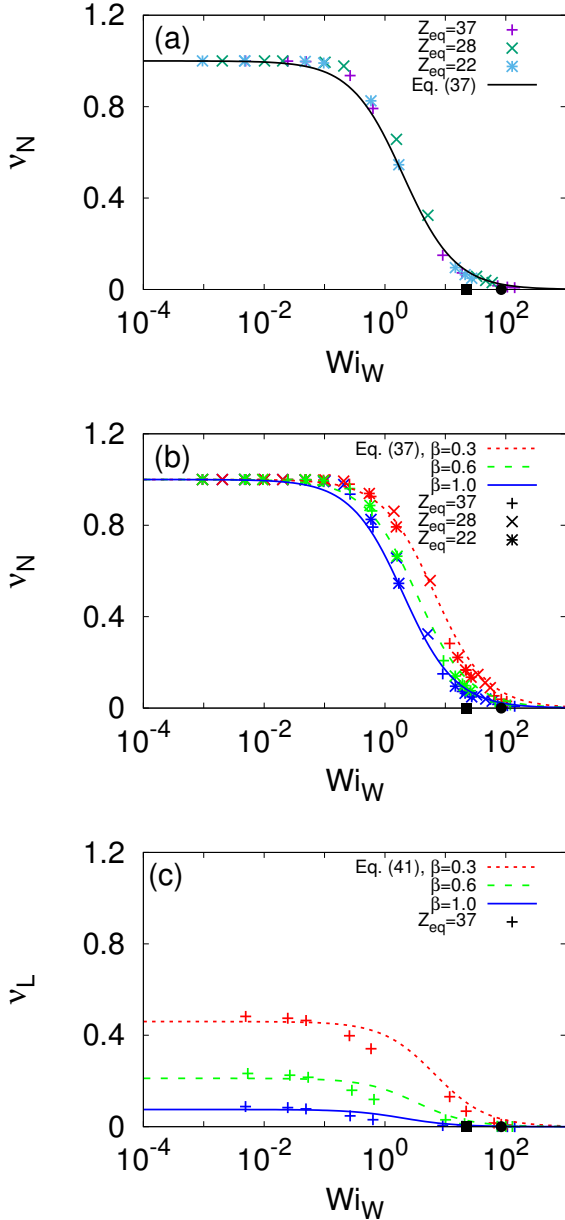 (a)
Z_eq=37
Z_eq=28
Z_eq=22
Eq. (37)
1.2
0.8
0.4
0
ν_N
10^-4 10^-2 10^0 10^2
Wi_W
(b)
Eq. (37), β=0.3
β=0.6
β=1.0
Z_eq=37
Z_eq=28
Z_eq=22
1.2
0.8
0.4
0
ν_N
10^-4 10^-2 10^0 10^2
Wi_W
(c)
Eq. (41), β=0.3
β=0.6
β=1.0
Z_eq=37
1.2
0.8
0.4
0
ν_L
10^-4 10^-2 10^0 10^2
Wi_W